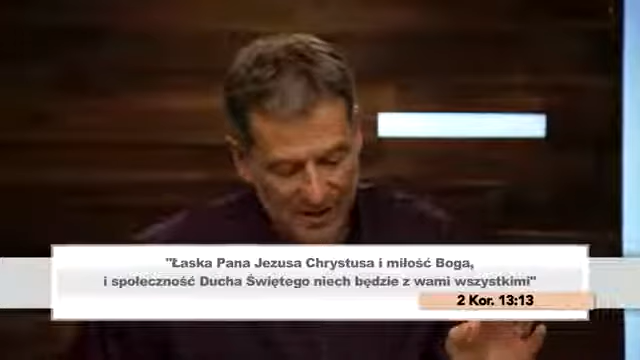 "Łaska Pana Jezusa Chrystusa i miłość Boga,
i społeczność Ducha Świętego niech będzie z wami wszystkimi"
2 Kor. 13:13